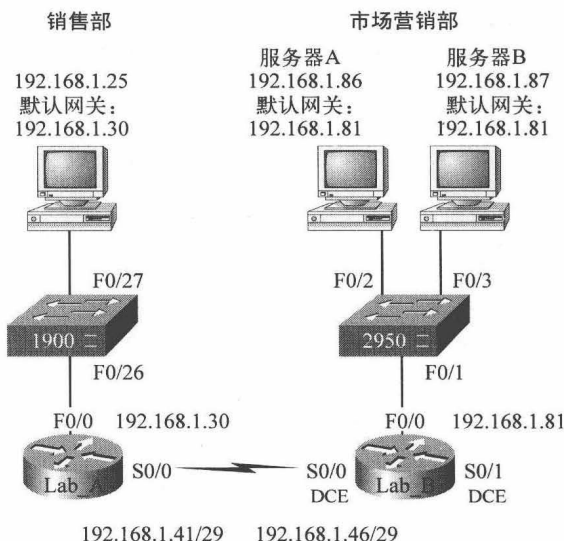 销售部
市场营销部
服务器A
服务器B
192.168.1.25
192.168.1.86
192.168.1.87
默认网关：
默认网关：
默认网关：
192.168.1.30
192.168.1.81
192.168.1.81
F0/27
F0/2
F0/3
1900
2950
F0/26
F0/1
F0/0 192.168.1.30
F0/0 192.168.1.81
Lab_A
S0/0
S0/0
DCE
Lab_B
S0/1
DCE
192.168.1.41/29 192.168.1.46/29